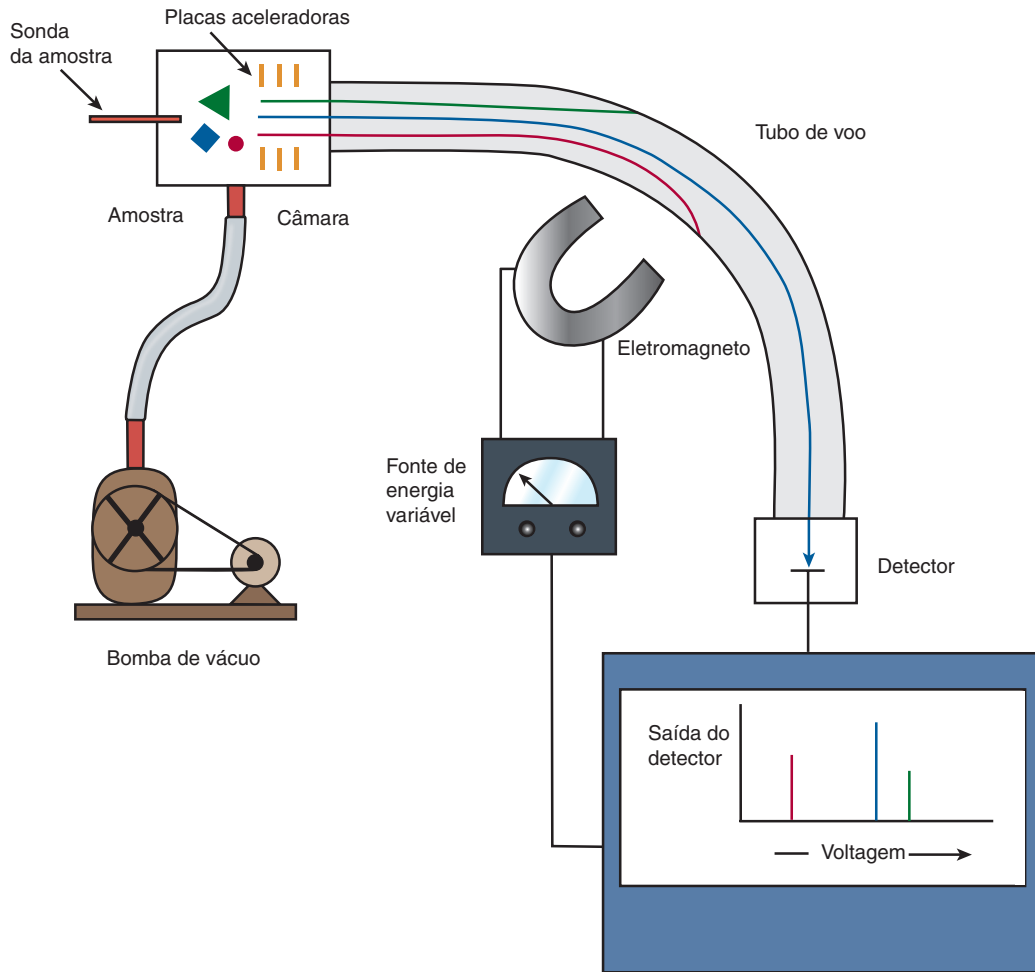 Placas aceleradoras
Sonda
da amostra
Tubo de voo
Amostra
Câmara
Eletromagneto
Fonte de
energia
variável
Detector
Bomba de vácuo
Saída do
detector
Voltagem